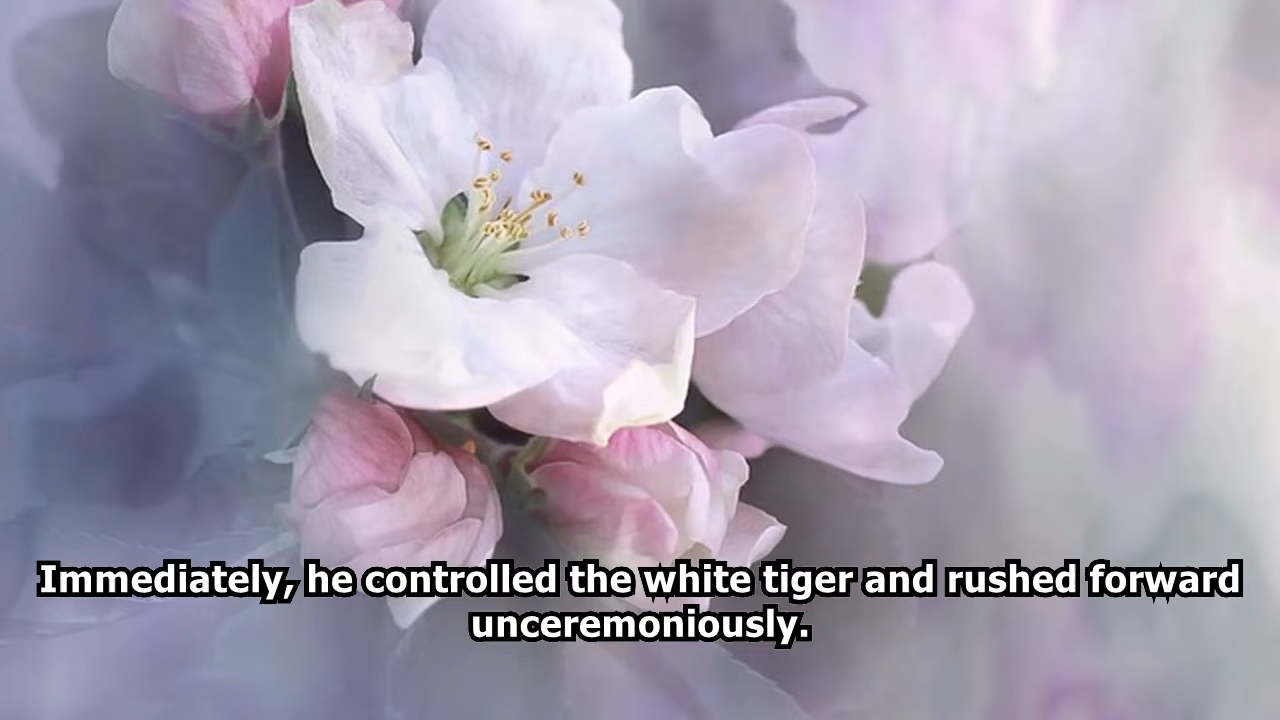 Immediately, he controlled the white tiger and rushed forward
unceremoniously.